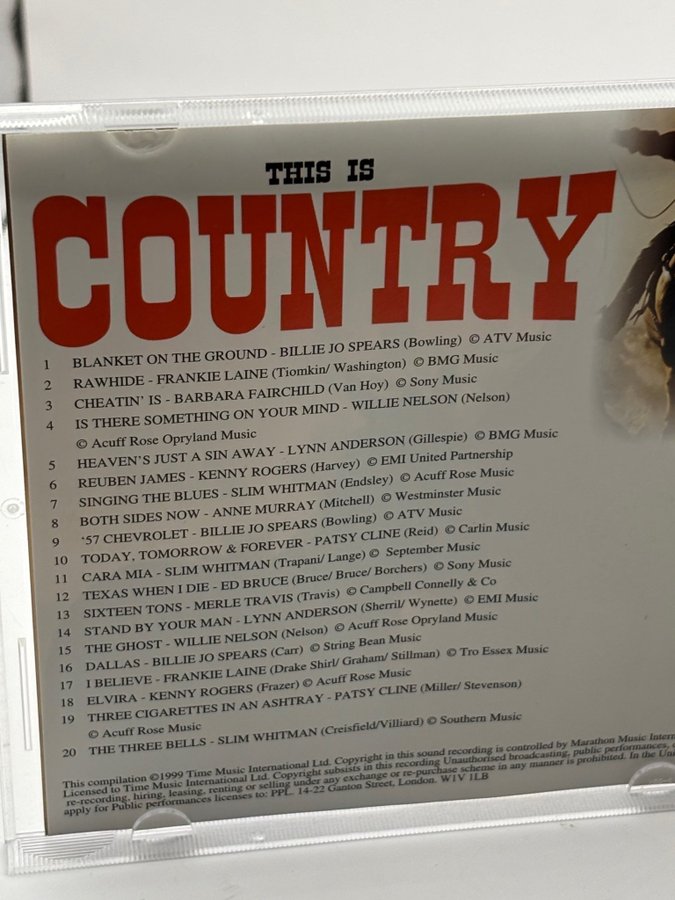 THIS IS
COUNTRY
1 BLANKET ON THE GROUND - BILLIE JO SPEARS (Bowling) © ATV Music
2 RAWHIDE - FRANKIE LAINE (Tiomkin/ Washington) © BMG Music
3 CHEATIN' IS - BARBARA FAIRCHILD (Van Hoy) © Sony Music
4 IS THERE SOMETHING ON YOUR MIND - WILLIE NELSON (Nelson)
© Acuff Rose Opryland Music
5 HEAVEN'S JUST A SIN AWAY - LYNN ANDERSON (Gillespie) © BMG Music
6 REUBEN JAMES - KENNY ROGERS (Harvey) © EMI United Partnership
7 SINGING THE BLUES - SLIM WHITMAN (Endsley) © Acuff Rose Music
8 BOTH SIDES NOW - ANNE MURRAY (Mitchell) © Westminster Music
9 '57 CHEVROLET - BILLIE JO SPEARS (Bowling) © ATV Music
10 TODAY, TOMORROW & FOREVER - PATSY CLINE (Reid) © Carlin Music
11 CARA MIA - SLIM WHITMAN (Trapani/ Lange) © September Music
12 TEXAS WHEN I DIE - ED BRUCE (Bruce/ Bruce/ Borchers) © Sony Music
13 SIXTEEN TONS - MERLE TRAVIS (Travis) © Campbell Connelly & Co
14 STAND BY YOUR MAN - LYNN ANDERSON (Sherril/ Wynette) © EMI Music
15 THE GHOST - WILLIE NELSON (Nelson) © Acuff Rose Opryland Music
16 DALLAS - BILLIE JO SPEARS (Carr) © String Bean Music
17 I BELIEVE - FRANKIE LAINE (Drake Shirl/ Graham/ Stillman) © Tro Essex Music
18 ELVIRA - KENNY ROGERS (Frazer) © Acuff Rose Music
19 THREE CIGARETTES IN AN ASHTRAY - PATSY CLINE (Miller/ Stevenson)
© Acuff Rose Music
20 THE THREE BELLS - SLIM WHITMAN (Creisfield/Villiard) © Southern Music
This compilation ©1999 Time Music International Ltd. Copyright in this sound recording is controlled by Marathon Music
Licensed to Time Music International Ltd. Copyright subsists in this recording Unauthorised broadcasting, public performances,
re-recording, hiring, leasing, renting or selling under any exchange or re-purchase scheme in any manner is prohibited. In the
apply for Public performances licenses to: PPL. 14-22 Ganton Street, London. W1V 1LB